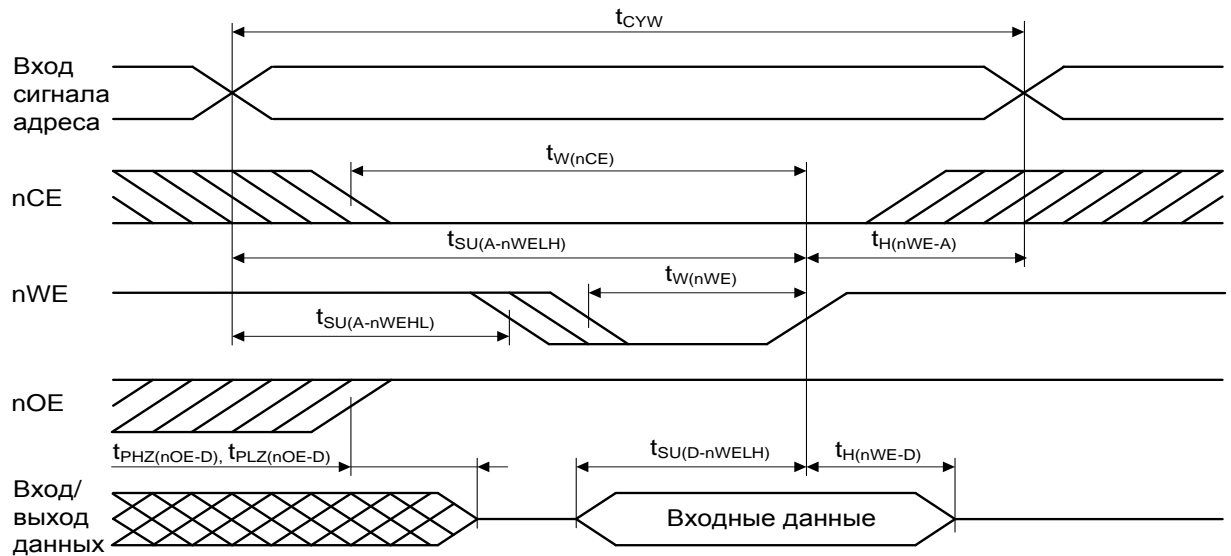 tCYW
Вход
сигнала
адреса
tW(nCE)
nCE
tSU(A-nWELH)
tH(nWE-A)
tW(nWE)
nWE
tSU(A-nWEHL)
nOE
tPHZ(nOE-D), tPLZ(nOE-D)
tSU(D-nWELH)
tH(nWE-D)
Вход/
выход
данных
Входные данные